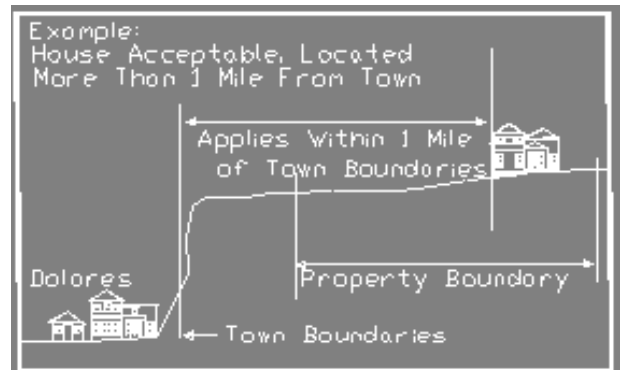 Example:
House Acceptable, Located
More Than 1 Mile From Town
Applies Within 1 Mile
of Town Boundaries
Dolores
Property Boundary
Town Boundaries